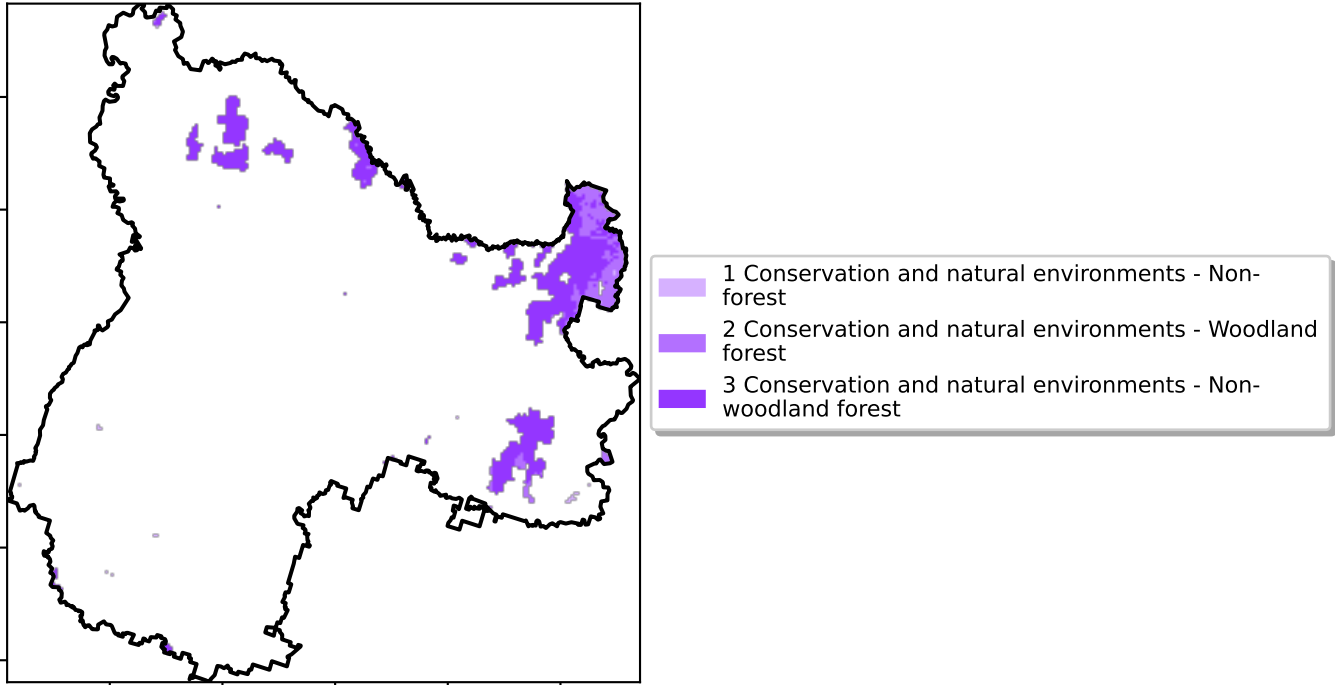 1 Conservation and natural environments - Non-
forest
2 Conservation and natural environments - Woodland
forest
3 Conservation and natural environments - Non-
woodland forest